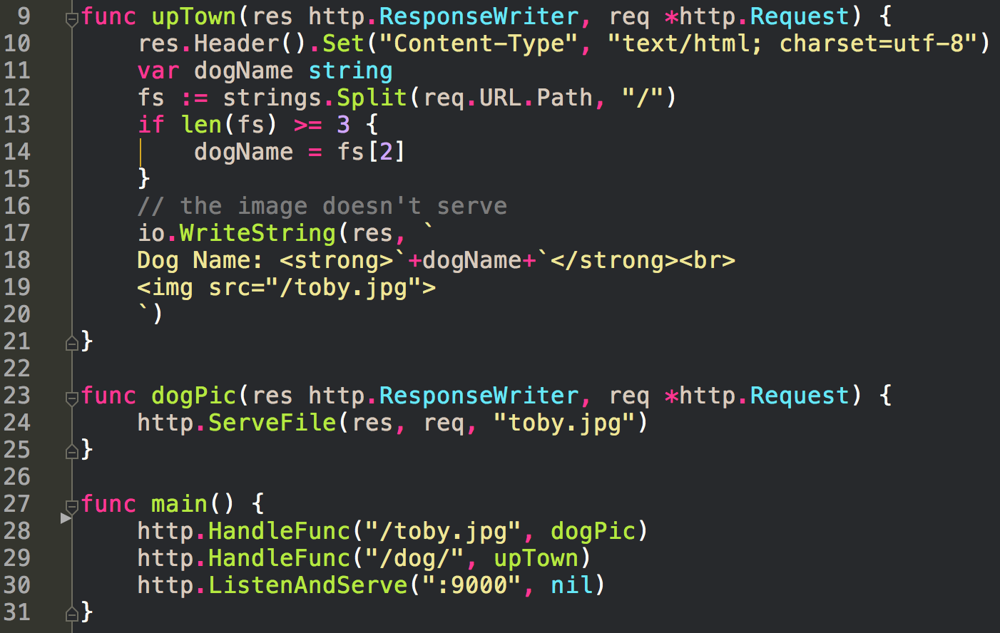 9 func upTown(res http.ResponseWriter, req *http.Request) {
10     res.Header().Set("Content-Type", "text/html; charset=utf-8")
11     var dogName string
12     fs := strings.Split(req.URL.Path, "/")
13     if len(fs) >= 3 {
14         dogName = fs[2]
15     }
16     // the image doesn't serve
17     io.WriteString(res, `
18     Dog Name: <strong>`+dogName+`</strong><br>
19     <img src="/toby.jpg">
20     `)
21 }
22
23 func dogPic(res http.ResponseWriter, req *http.Request) {
24     http.ServeFile(res, req, "toby.jpg")
25 }
26
27 func main() {
28     http.HandleFunc("/toby.jpg", dogPic)
29     http.HandleFunc("/dog/", upTown)
30     http.ListenAndServe(":9000", nil)
31 }